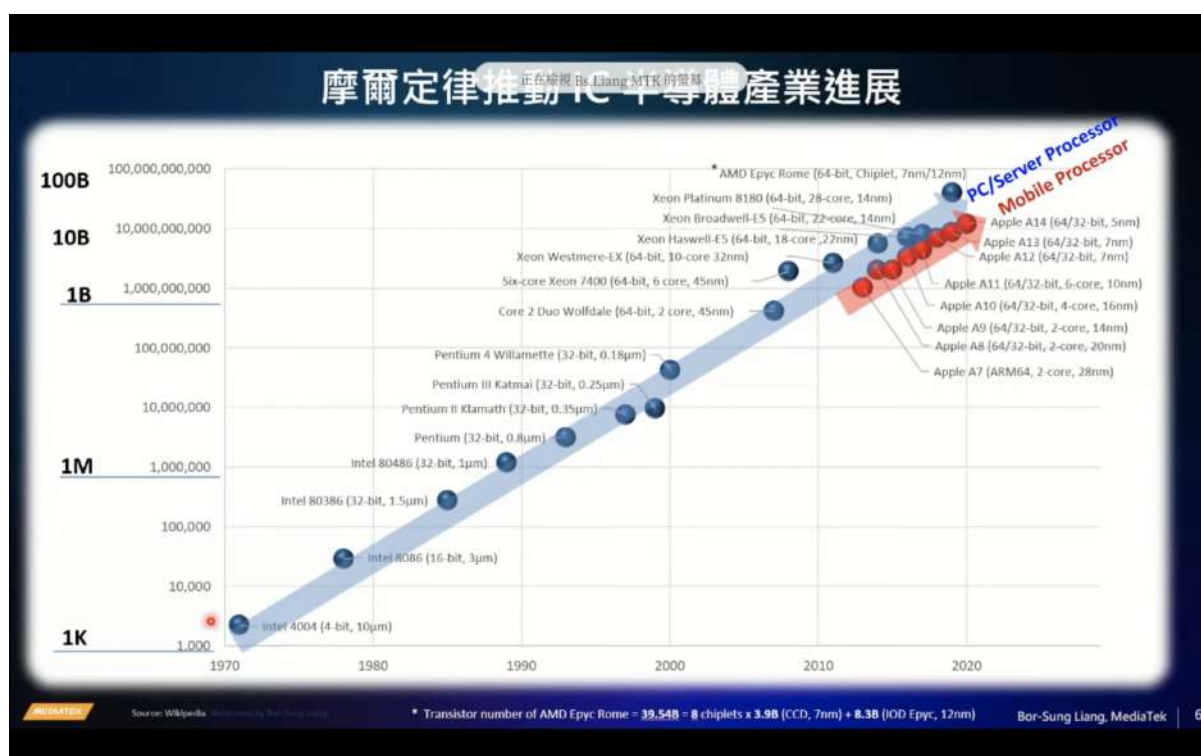 摩爾定律推動 IC 半導體產業進展
正在檢視 Bs Liang MTK 的螢幕
PC/Server Processor
Mobile Processor
100B
10B
1B
1M
1K
100,000,000,000
10,000,000,000
1,000,000,000
100,000,000
10,000,000
1,000,000
100,000
10,000
1,000
* AMD Epyc Rome (64-bit, Chiplet, 7nm/12nm)
Xeon Platinum 8180 (64-bit, 28-core, 14nm)
Xeon Broadwell-E5 (64-bit, 22-core, 14nm)
Xeon Haswell-E5 (64-bit, 18-core ,22nm)
Xeon Westmere-EX (64-bit, 10-core 32nm)
Six-core Xeon 7400 (64-bit, 6 core, 45nm)
Core 2 Duo Wolfdale (64-bit, 2 core, 45nm)
Pentium 4 Willamette (32-bit, 0.18μm)
Pentium III Katmai (32-bit, 0.25μm)
Pentium II Klamath (32-bit, 0.35μm)
Pentium (32-bit, 0.8μm)
Intel 80486 (32-bit, 1μm)
Intel 80386 (32-bit, 1.5μm)
Intel 8086 (16-bit, 3μm)
Intel 4004 (4-bit, 10μm)
Apple A14 (64/32-bit, 5nm)
Apple A13 (64/32-bit, 7nm)
Apple A12 (64/32-bit, 7nm)
Apple A11 (64/32-bit, 6-core, 10nm)
Apple A10 (64/32-bit, 4-core, 16nm)
Apple A9 (64/32-bit, 2-core, 14nm)
Apple A8 (64/32-bit, 2-core, 20nm)
Apple A7 (ARM64, 2-core, 28nm)
1970 1980 1990 2000 2010 2020
MEDIATEK
Source: Wikipedia
* Transistor number of AMD Epyc Rome = 39.54B = 8 chiplets x 3.9B (CCD, 7nm) + 8.3B (IOD Epyc, 12nm)
Bor-Sung Liang, MediaTek
6